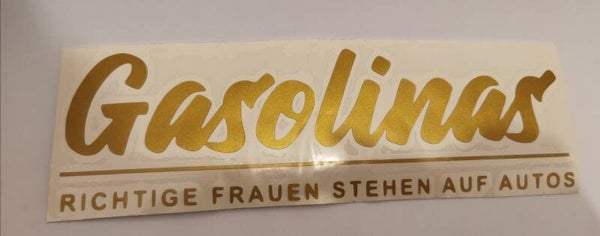 Gasolinas
RICHTIGE FRAUEN STEHEN AUF AUTOS